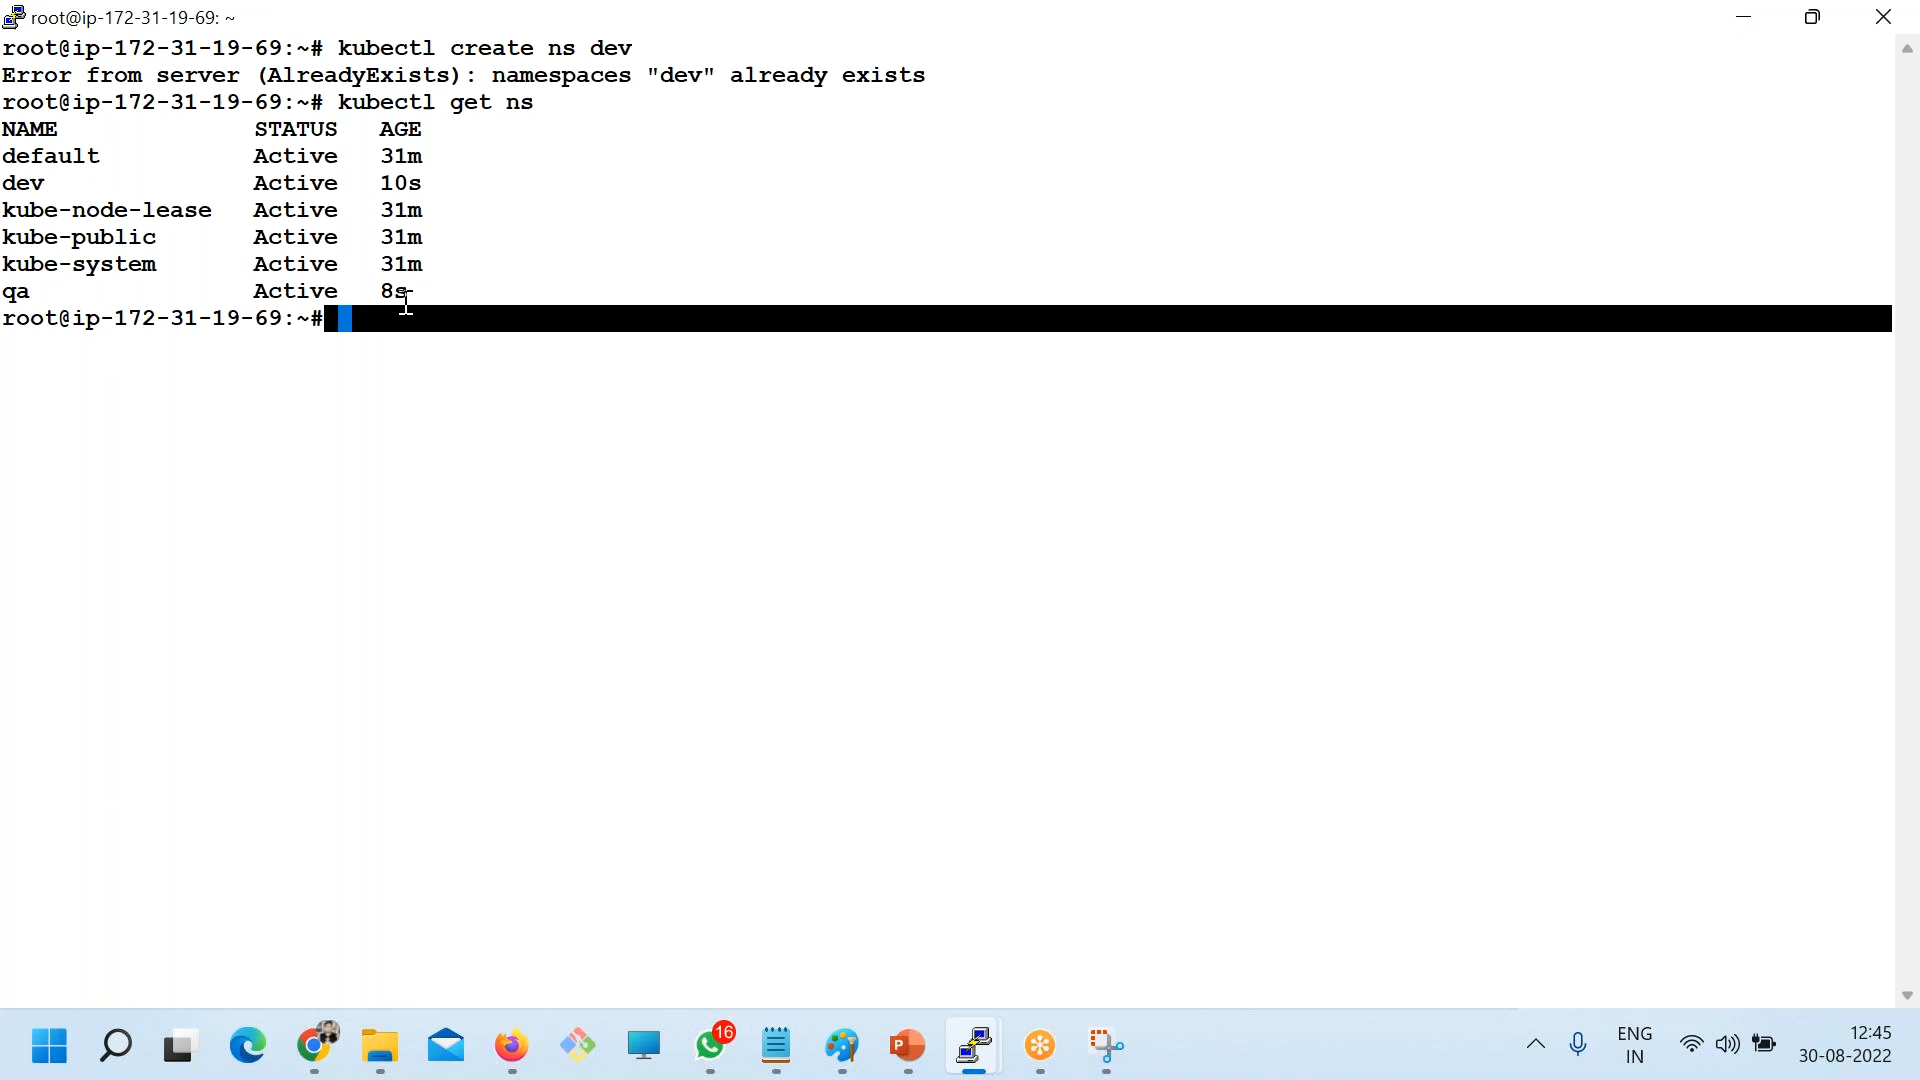 root@ip-172-31-19-69: ~
root@ip-172-31-19-69:~# kubectl create ns dev
Error from server (AlreadyExists): namespaces "dev" already exists
root@ip-172-31-19-69:~# kubectl get ns
NAME STATUS AGE
default Active 31m
dev Active 10s
kube-node-lease Active 31m
kube-public Active 31m
kube-system Active 31m
qa Active 8s
root@ip-172-31-19-69:~#
16
ENG
IN
12:45
30-08-2022